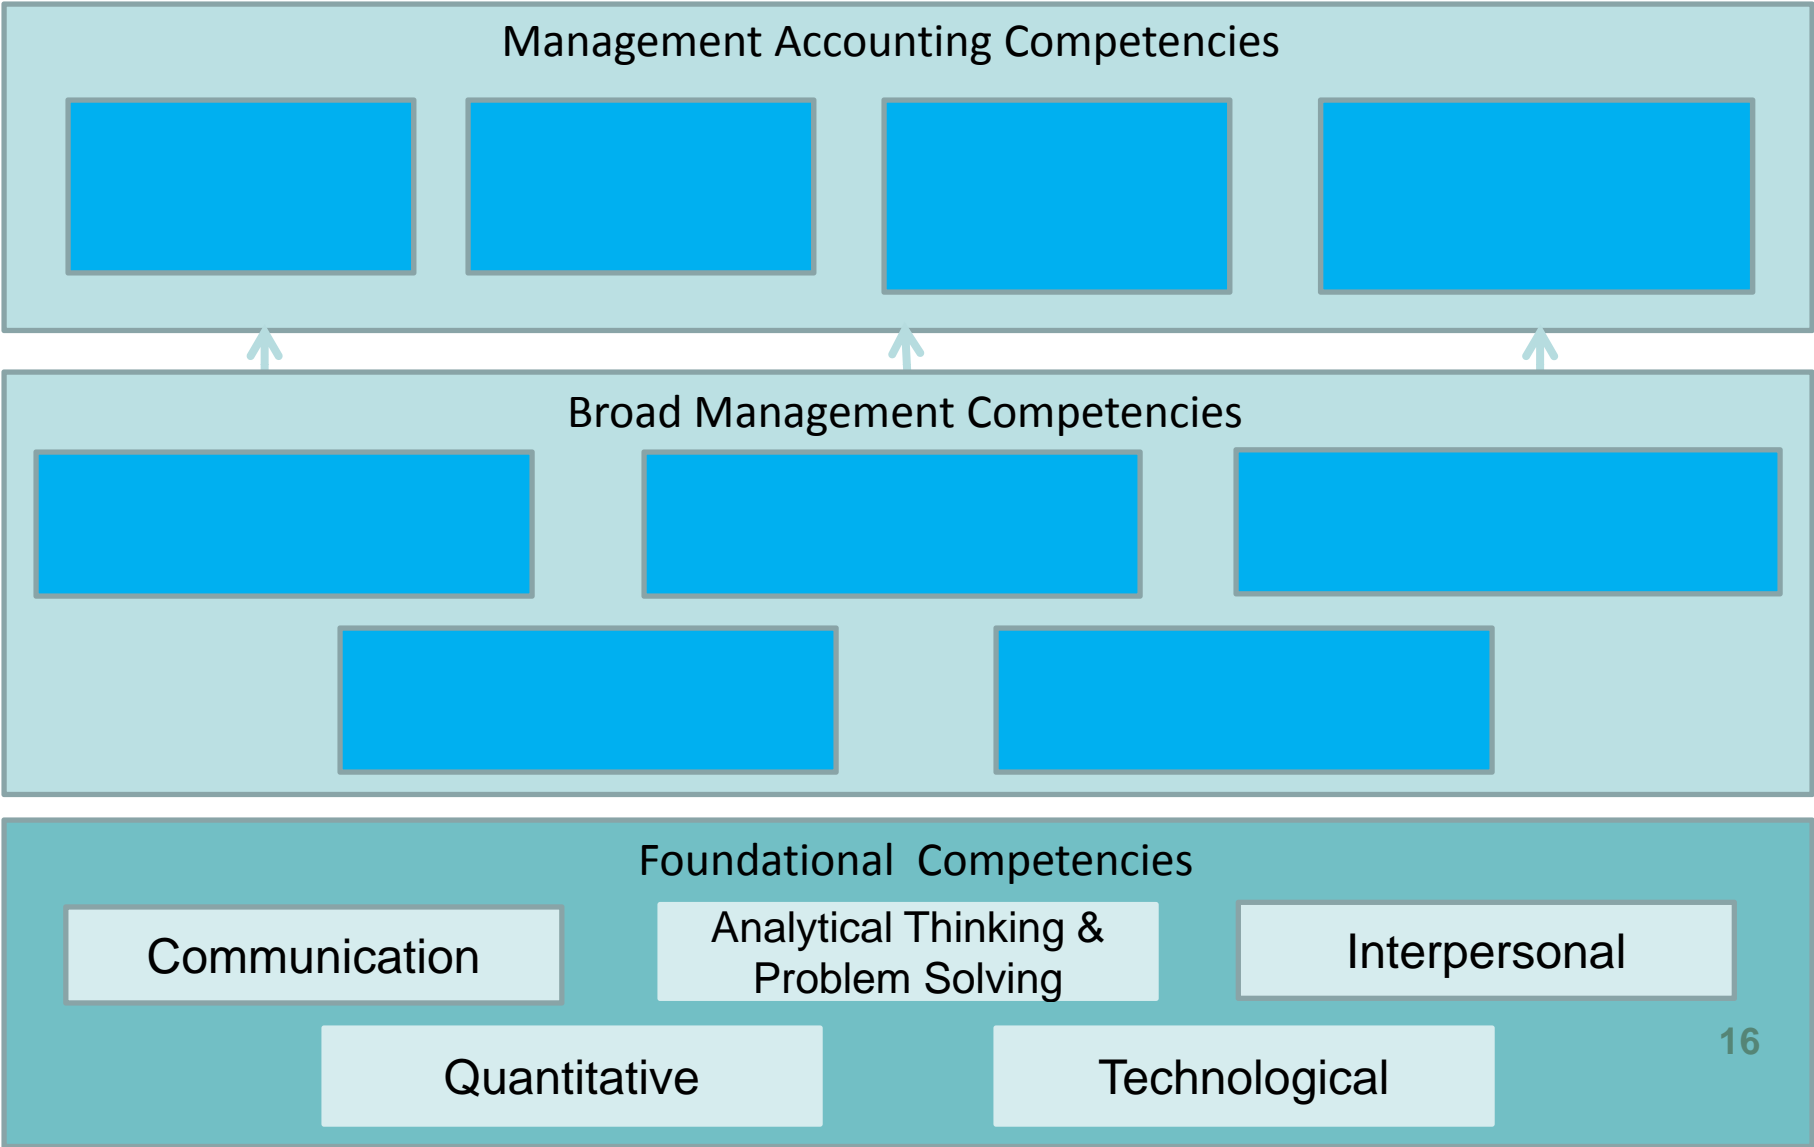 Management Accounting Competencies
Broad Management Competencies
Foundational  Competencies
Communication
Analytical Thinking &
Problem Solving
Interpersonal
Quantitative
Technological
16